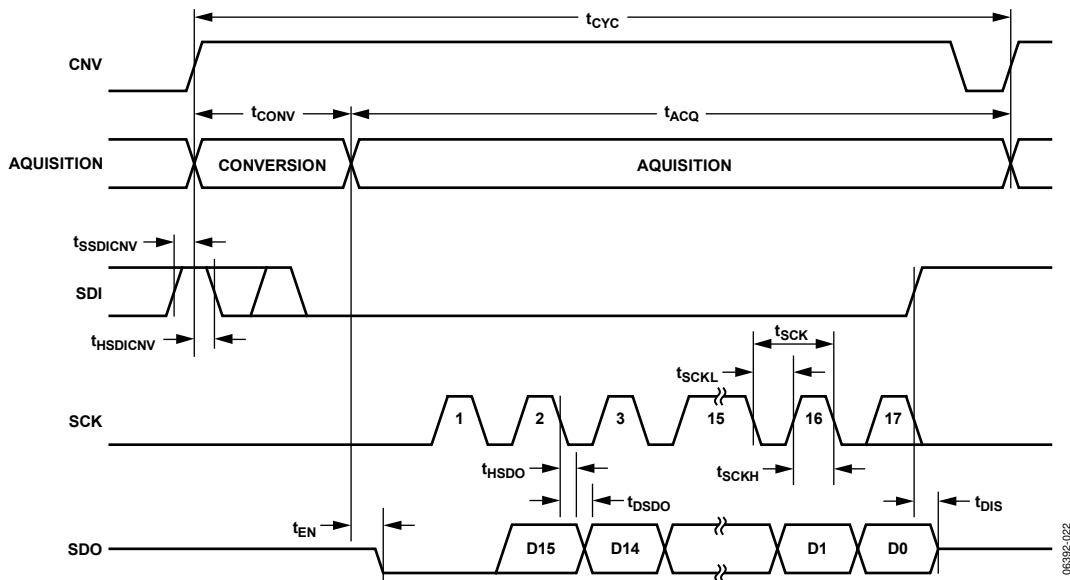 tCYC
CNV
tCONV
tACQ
AQUISITION
CONVERSION
AQUISITION
tSSDICNV
SDI
tHSDICNV
tSCK
tSCKL
SCK
1
2
3
15
16
17
tHSDO
tSCKH
tDSDO
tDIS
tEN
SDO
D15
D14
D1
D0
06392-022